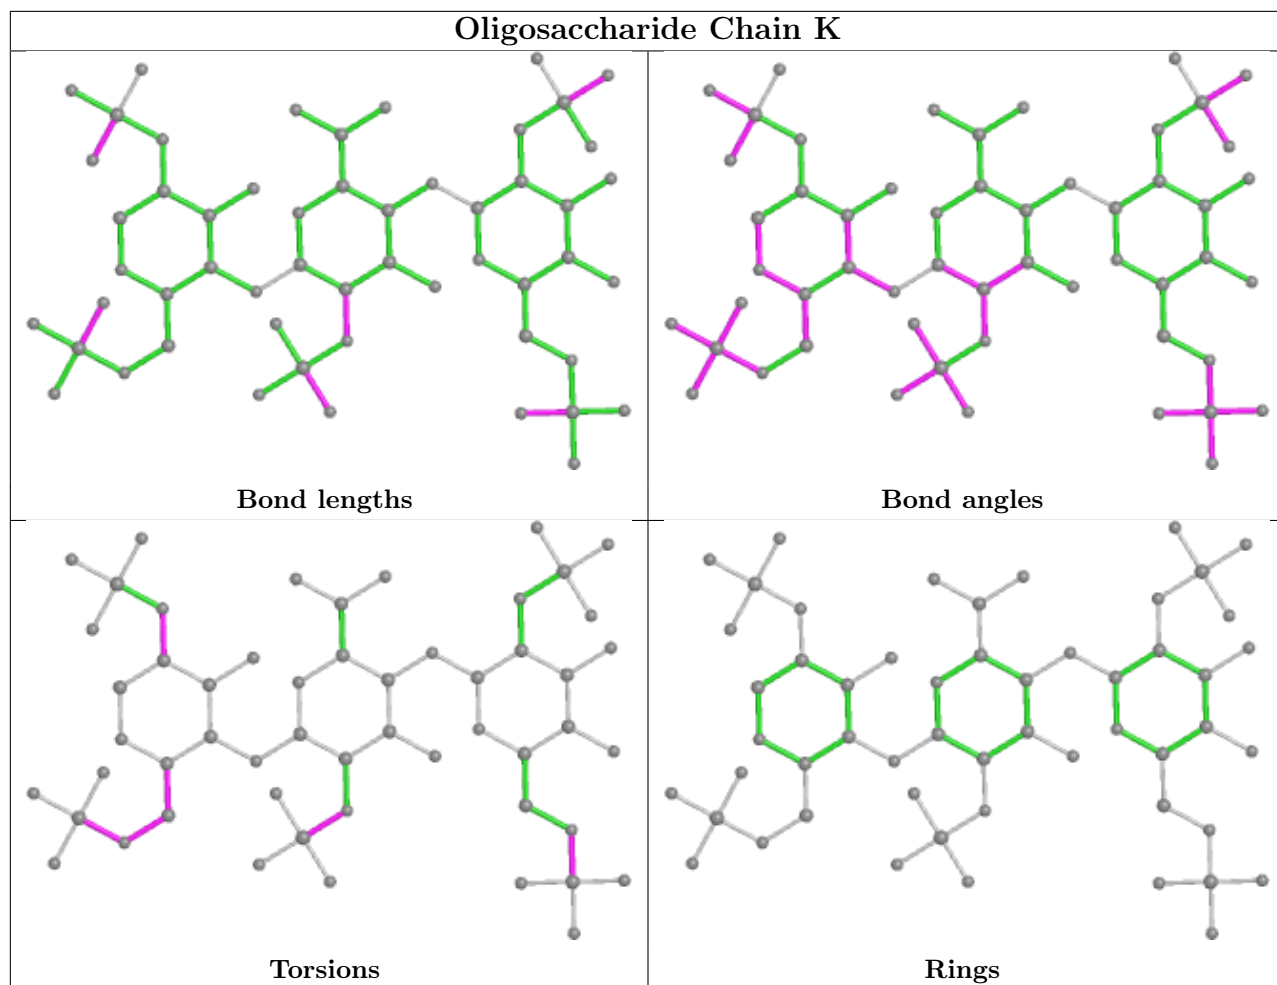 Oligosaccharide Chain K
Bond lengths
Bond angles
Torsions
Rings